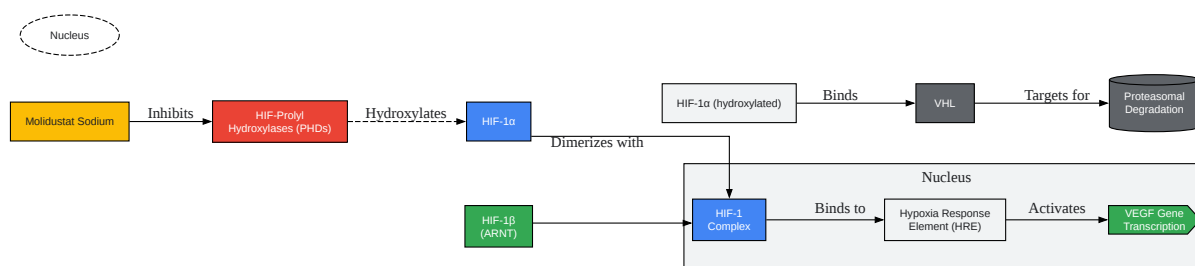 Nucleus
Molidustat Sodium
Inhibits
HIF-Prolyl
Hydroxylases (PHDs)
Hydroxylates
HIF-1α
HIF-1α (hydroxylated)
Binds
VHL
Targets for
Proteasomal
Degradation
Dimerizes with
Nucleus
HIF-1β
(ARNT)
HIF-1
Complex
Binds to
Hypoxia Response
Element (HRE)
Activates
VEGF Gene
Transcription